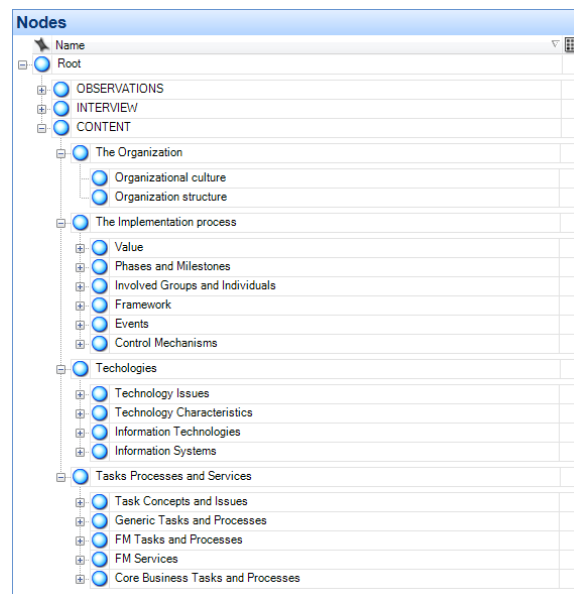 Nodes
Name
Root
OBSERVATIONS
INTERVIEW
CONTENT
The Organization
Organizational culture
Organization structure
The Implementation process
Value
Phases and Milestones
Involved Groups and Individuals
Framework
Events
Control Mechanisms
Techologies
Technology Issues
Technology Characteristics
Information Technologies
Information Systems
Tasks Processes and Services
Task Concepts and Issues
Generic Tasks and Processes
FM Tasks and Processes
FM Services
Core Business Tasks and Processes